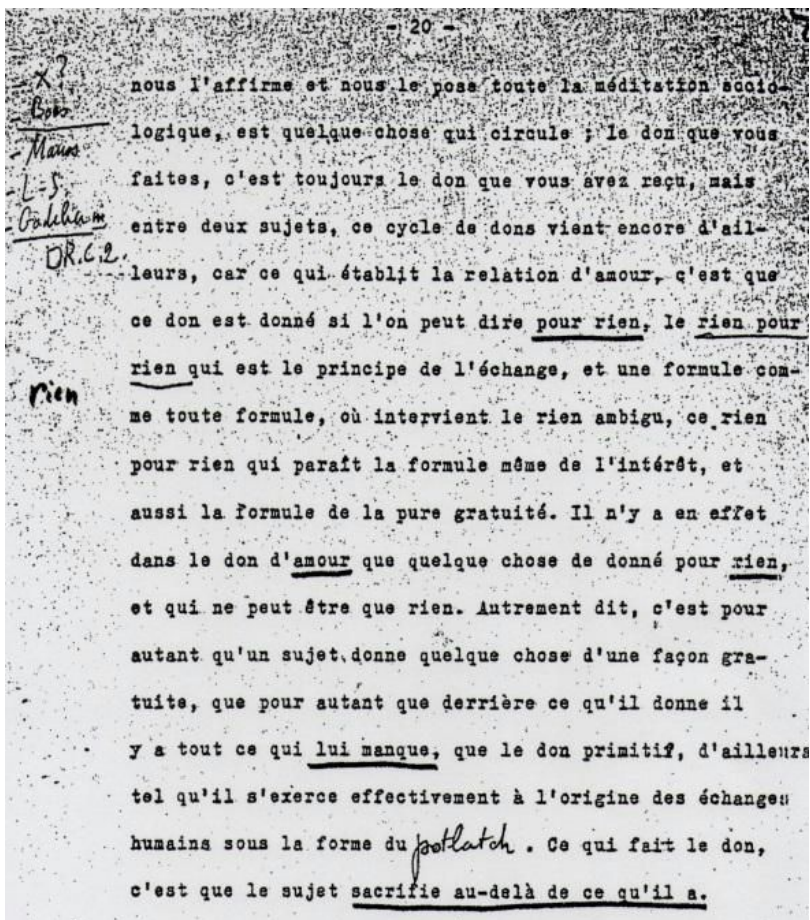 - 20 -
x?
Boas
Mauss
L-S.
DR.C.2.
rien
nous l'affirme et nous le pose toute la méditation socio-
logique, est quelque chose qui circule ; le don que vous
faites, c'est toujours le don que vous avez reçu, mais
entre deux sujets, ce cycle de dons vient encore d'ail-
leurs, car ce qui établit la relation d'amour, c'est que
ce don est donné si l'on peut dire pour rien, le rien pour
rien qui est le principe de l'échange, et une formule com-
me toute formule, où intervient le rien ambigu, ce rien
pour rien qui paraît la formule même de l'intérêt, et
aussi la formule de la pure gratuité. Il n'y a en effet
dans le don d'amour que quelque chose de donné pour rien,
et qui ne peut être que rien. Autrement dit, c'est pour
autant qu'un sujet donne quelque chose d'une façon gra-
tuite, que pour autant que derrière ce qu'il donne il
y a tout ce qui lui manque, que le don primitif, d'ailleurs
tel qu'il s'exerce effectivement à l'origine des échanges
humains sous la forme du potlatch. Ce qui fait le don,
c'est que le sujet sacrifie au-delà de ce qu'il a.